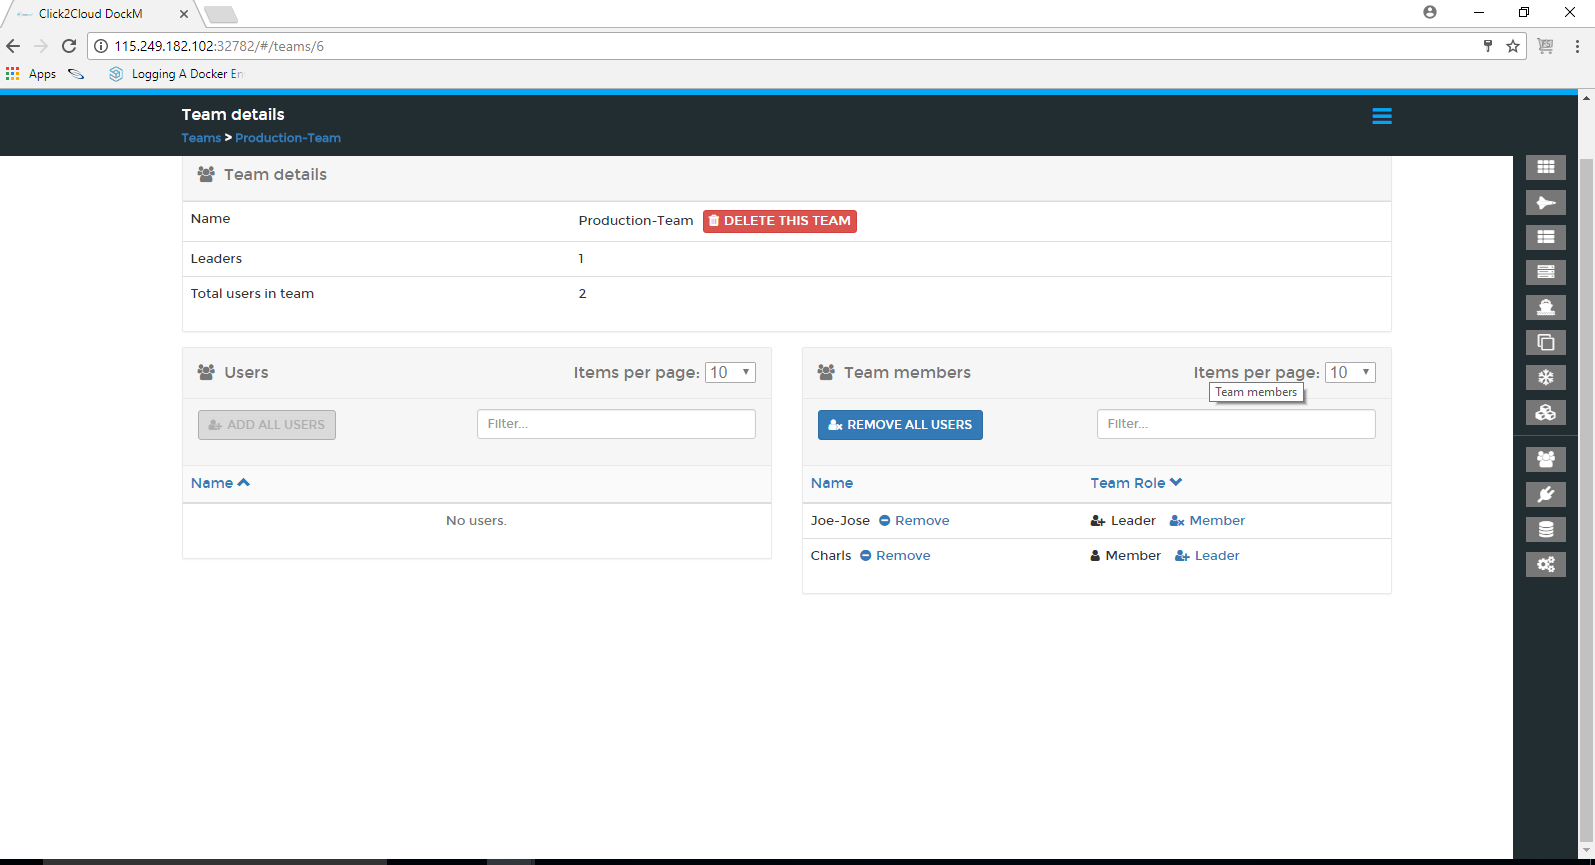 Click2Cloud DockM
115.249.182.102:32782/#/teams/6
Apps
Logging A Docker En
Team details
Teams > Production-Team
Team details
Name Production-Team DELETE THIS TEAM
Leaders 1
Total users in team 2
Users Items per page: 10
ADD ALL USERS Filter...
Name
No users.
Team members Items per page: 10
Team members
REMOVE ALL USERS Filter...
Name Team Role
Joe-Jose Remove Leader Member
Charls Remove Member Leader